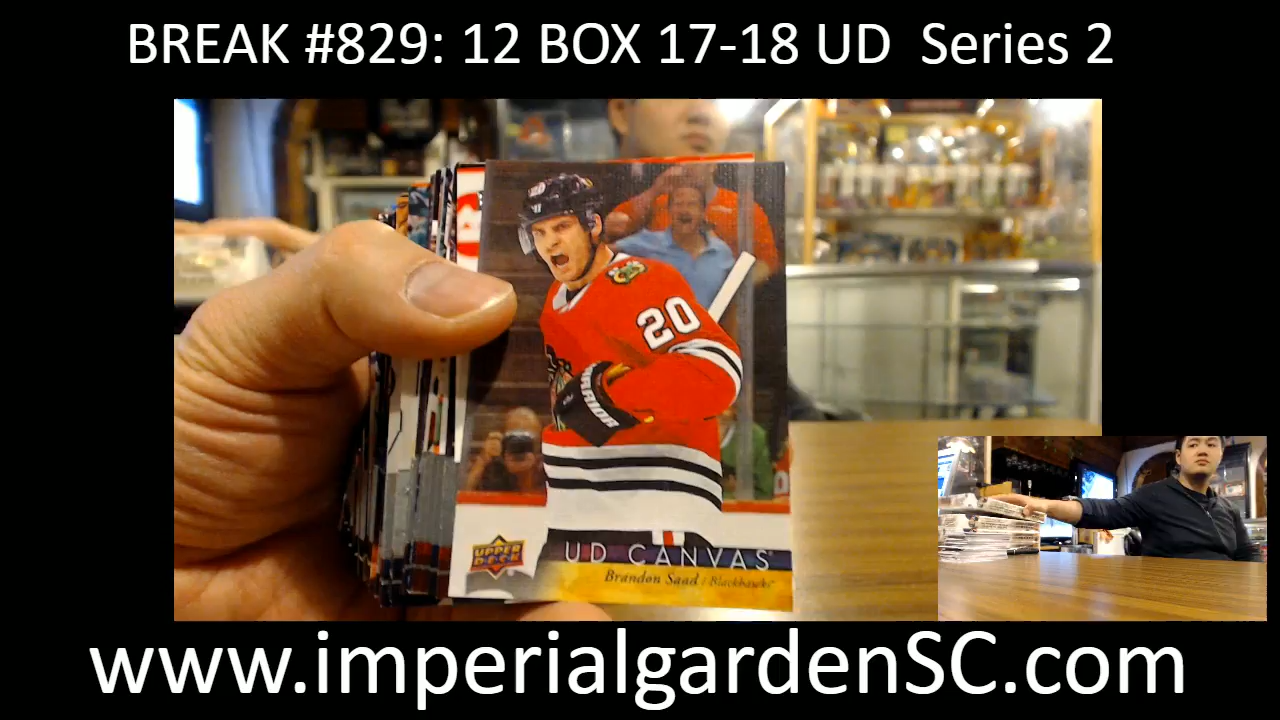 BREAK #829: 12 BOX 17-18 UD  Series 2
20
WARRIOR
UPPER
DECK
UD CANVAS
Brandon Saad / Blackhawks
www.imperialgardenSC.com